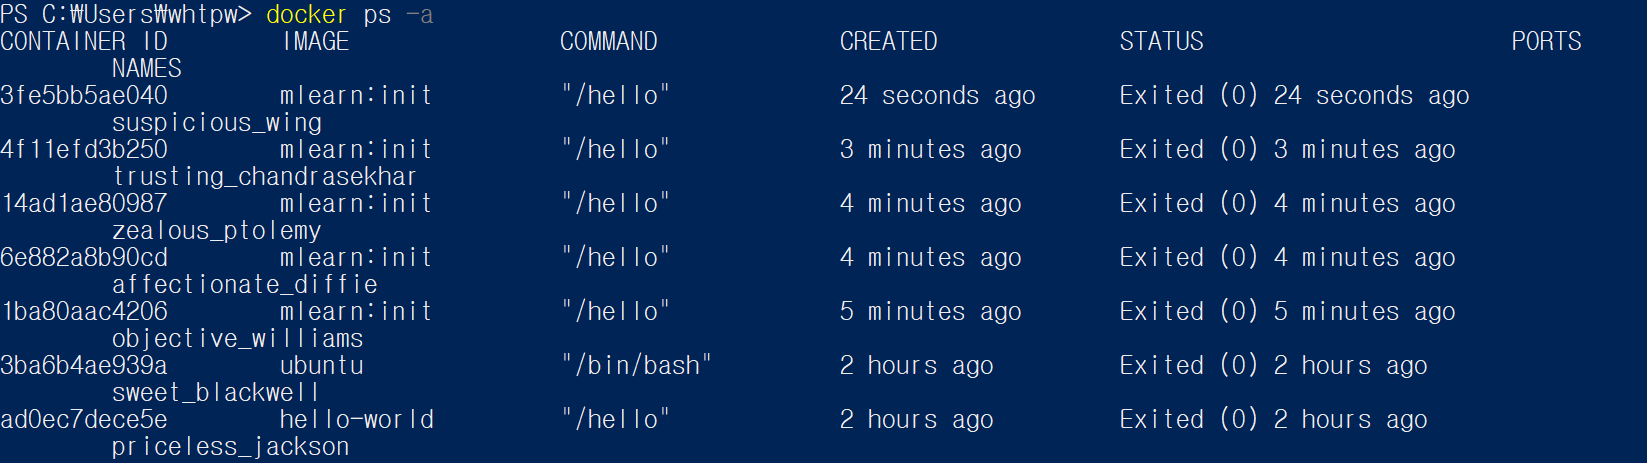 PS C:₩Users₩whtpw> docker ps -a
CONTAINER ID IMAGE COMMAND CREATED STATUS PORTS
NAMES
3fe5bb5ae040 mlearn:init "/hello" 24 seconds ago Exited (0) 24 seconds ago
suspicious_wing
4f11efd3b250 mlearn:init "/hello" 3 minutes ago Exited (0) 3 minutes ago
trusting_chandrasekhar
14ad1ae80987 mlearn:init "/hello" 4 minutes ago Exited (0) 4 minutes ago
zealous_ptolemy
6e882a8b90cd mlearn:init "/hello" 4 minutes ago Exited (0) 4 minutes ago
affectionate_diffie
1ba80aac4206 mlearn:init "/hello" 5 minutes ago Exited (0) 5 minutes ago
objective_williams
3ba6b4ae939a ubuntu "/bin/bash" 2 hours ago Exited (0) 2 hours ago
sweet_blackwell
ad0ec7dece5e hello-world "/hello" 2 hours ago Exited (0) 2 hours ago
priceless_jackson